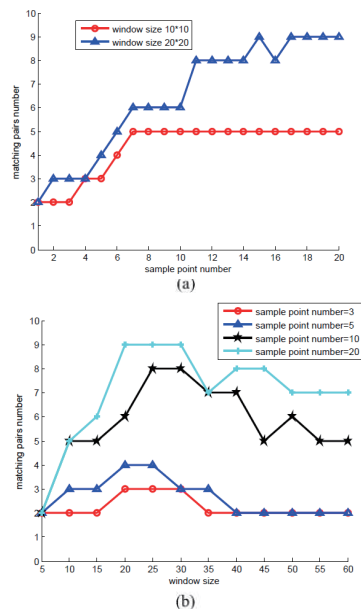 (a)
10
9
8
7
6
5
4
3
2
1
0
matching pairs number
window size 10*10
window size 20*20
2 4 6 8 10 12 14 16 18 20
sample point number
(a)
10
9
8
7
6
5
4
3
2
1
0
matching pairs number
sample point number=3
sample point number=5
sample point number=10
sample point number=20
5 10 15 20 25 30 35 40 45 50 55 60
window size
(b)